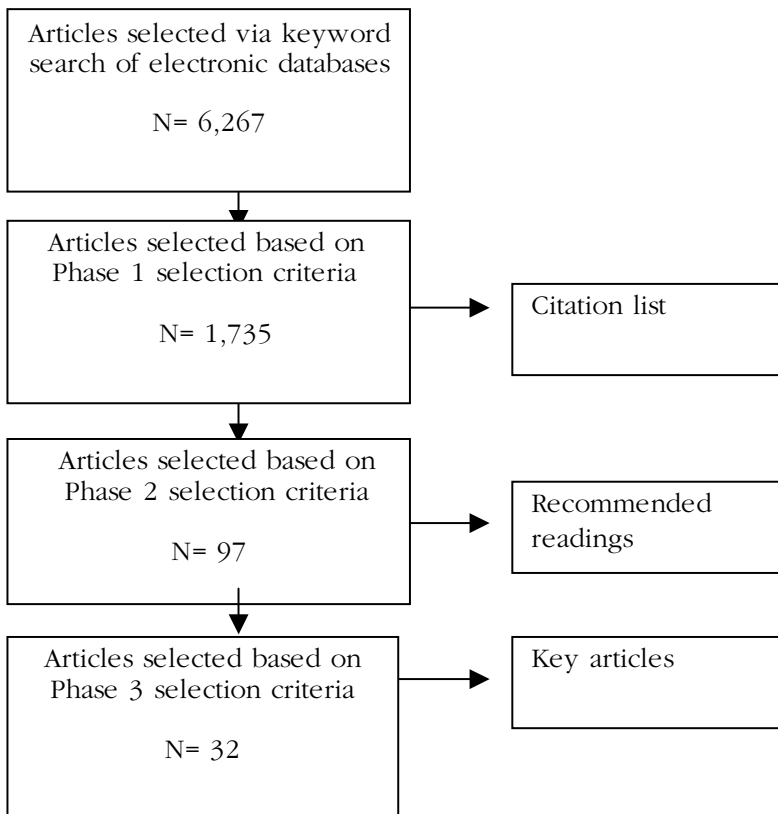 Articles selected via keyword
search of electronic databases
N= 6,267
Articles selected based on
Phase 1 selection criteria
N= 1,735
Citation list
Articles selected based on
Phase 2 selection criteria
N= 97
Recommended
readings
Articles selected based on
Phase 3 selection criteria
N= 32
Key articles